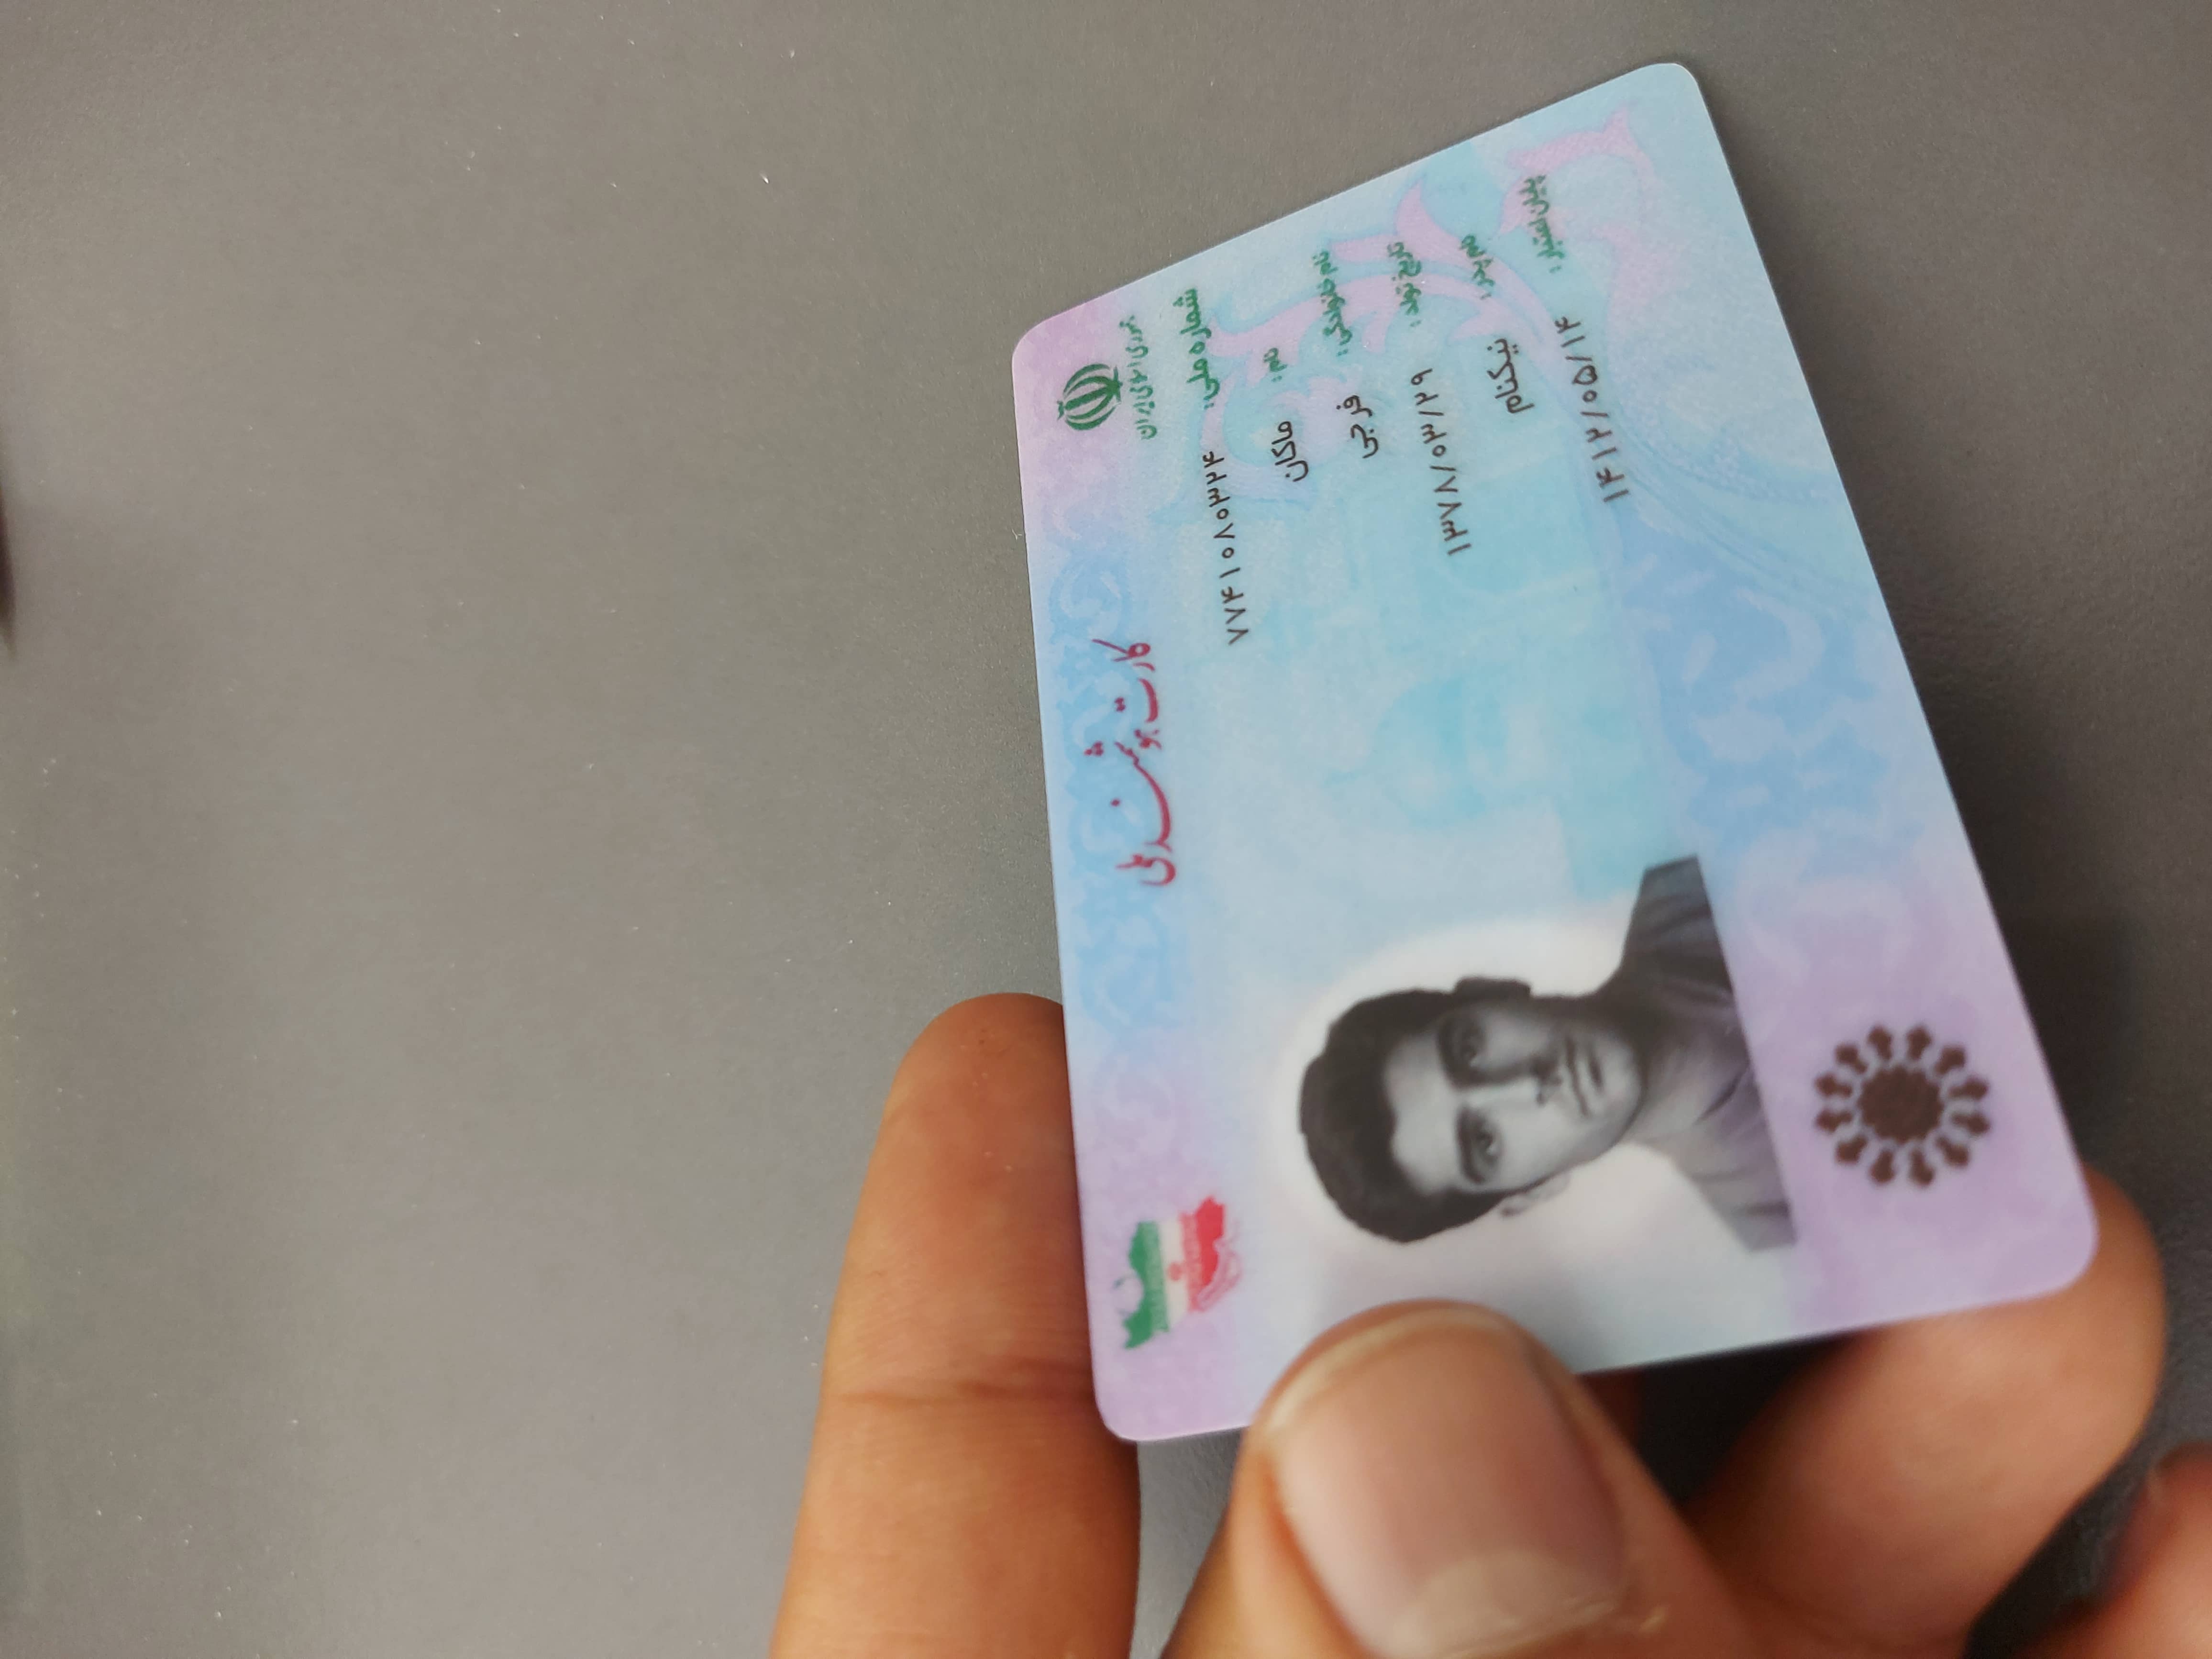 جمهوری اسلامی ایران
کارت هوشمند ملی
شماره ملی: ۷۷۴۱۰۸۰۳۲۴
نام: ماکان
نام خانوادگی: فرجی
تاریخ تولد: ۱۳۷۸/۰۳/۲۹
نام پدر: نیکنام
پایان اعتبار: ۱۴۱۲/۰۵/۱۴